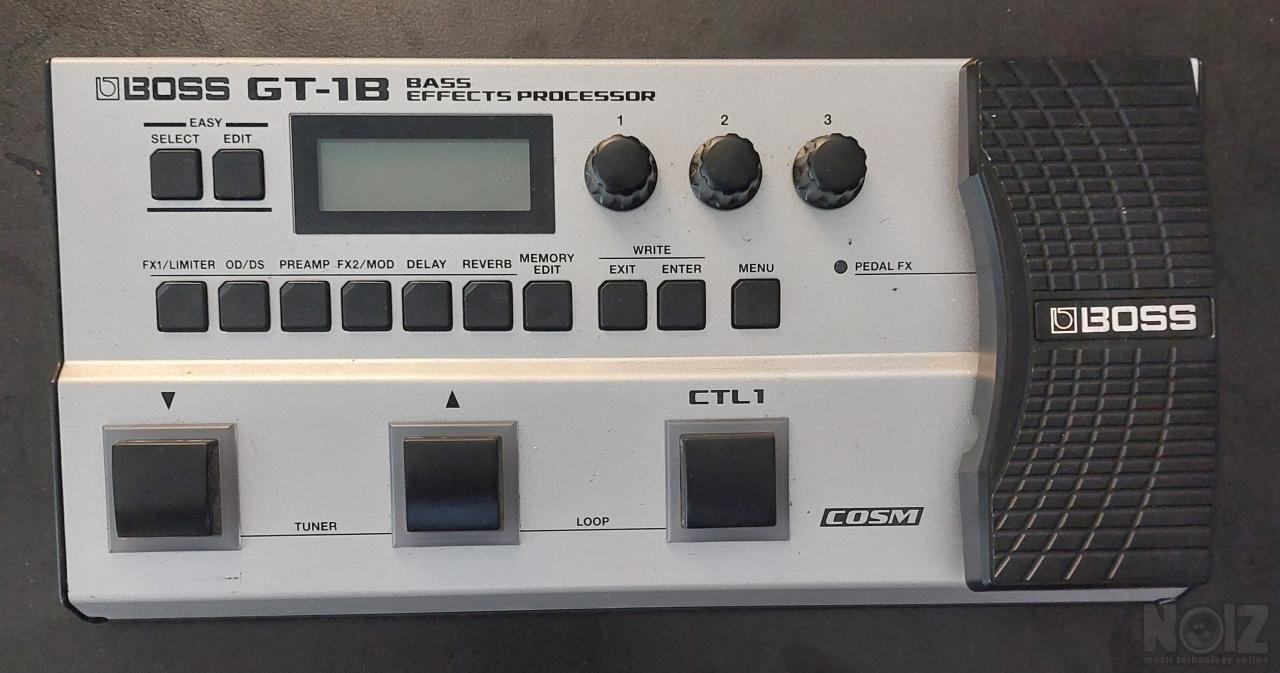 BOSS GT-1B BASS
EFFECTS PROCESSOR
EASY
SELECT EDIT
1 2 3
FX1/LIMITER OD/DS PREAMP FX2/MOD DELAY REVERB MEMORY
EDIT
WRITE
EXIT ENTER
MENU
PEDAL FX
BOSS
▼ ▲ CTL1
TUNER
LOOP
COSM
NOIZ
music technology online